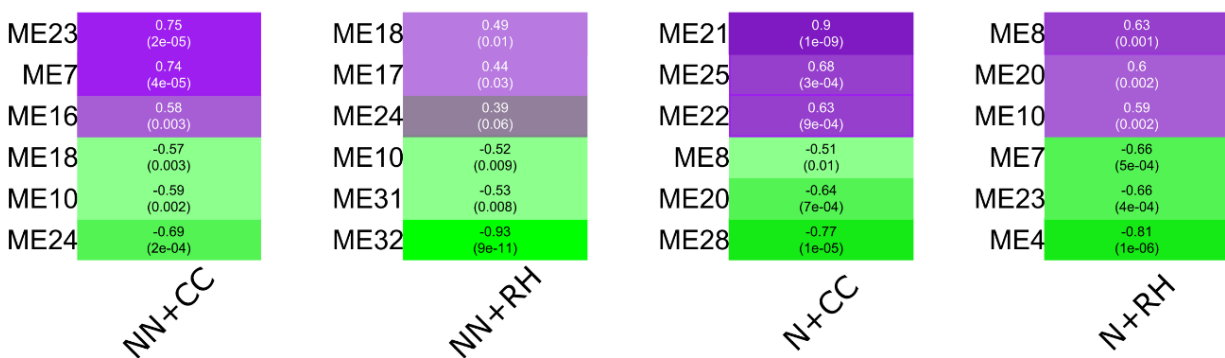 ME23 0.75 (2e-05)
ME7 0.74 (4e-05)
ME16 0.58 (0.003)
ME18 -0.57 (0.003)
ME10 -0.59 (0.002)
ME24 -0.69 (2e-04)
NN+CC
ME18 0.49 (0.01)
ME17 0.44 (0.03)
ME24 0.39 (0.06)
ME10 -0.52 (0.009)
ME31 -0.53 (0.008)
ME32 -0.93 (9e-11)
NN+RH
ME21 0.9 (1e-09)
ME25 0.68 (3e-04)
ME22 0.63 (9e-04)
ME8 -0.51 (0.01)
ME20 -0.64 (7e-04)
ME28 -0.77 (1e-05)
N+CC
ME8 0.63 (0.001)
ME20 0.6 (0.002)
ME10 0.59 (0.002)
ME7 -0.66 (5e-04)
ME23 -0.66 (4e-04)
ME4 -0.81 (1e-06)
N+RH